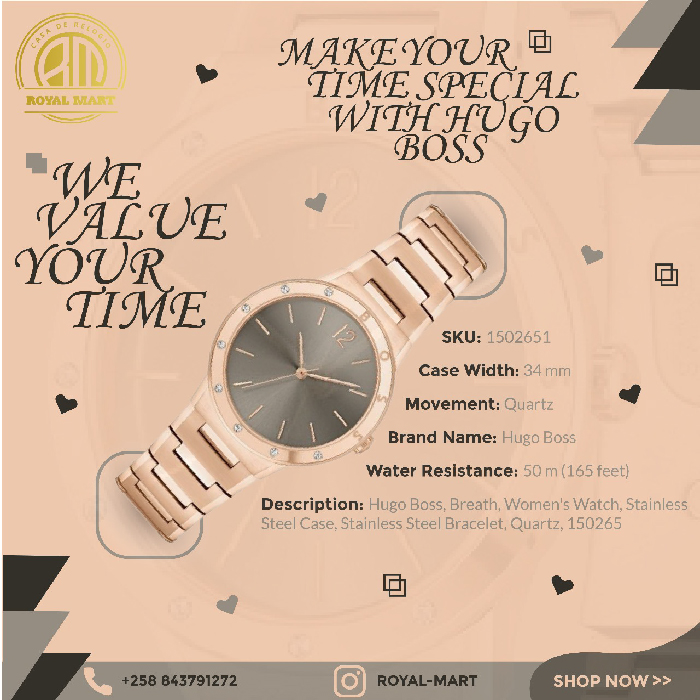 CASA DE RELOGIO
ROYAL MART
MAKE YOUR
TIME SPECIAL
WITH HUGO
BOSS
WE
VALUE
YOUR
TIME
12
BOSS
SKU: 1502651
Case Width: 34 mm
Movement: Quartz
Brand Name: Hugo Boss
Water Resistance: 50 m (165 feet)
Description: Hugo Boss, Breath, Women's Watch, Stainless
Steel Case, Stainless Steel Bracelet, Quartz, 150265
+258 843791272
ROYAL-MART
SHOP NOW >>